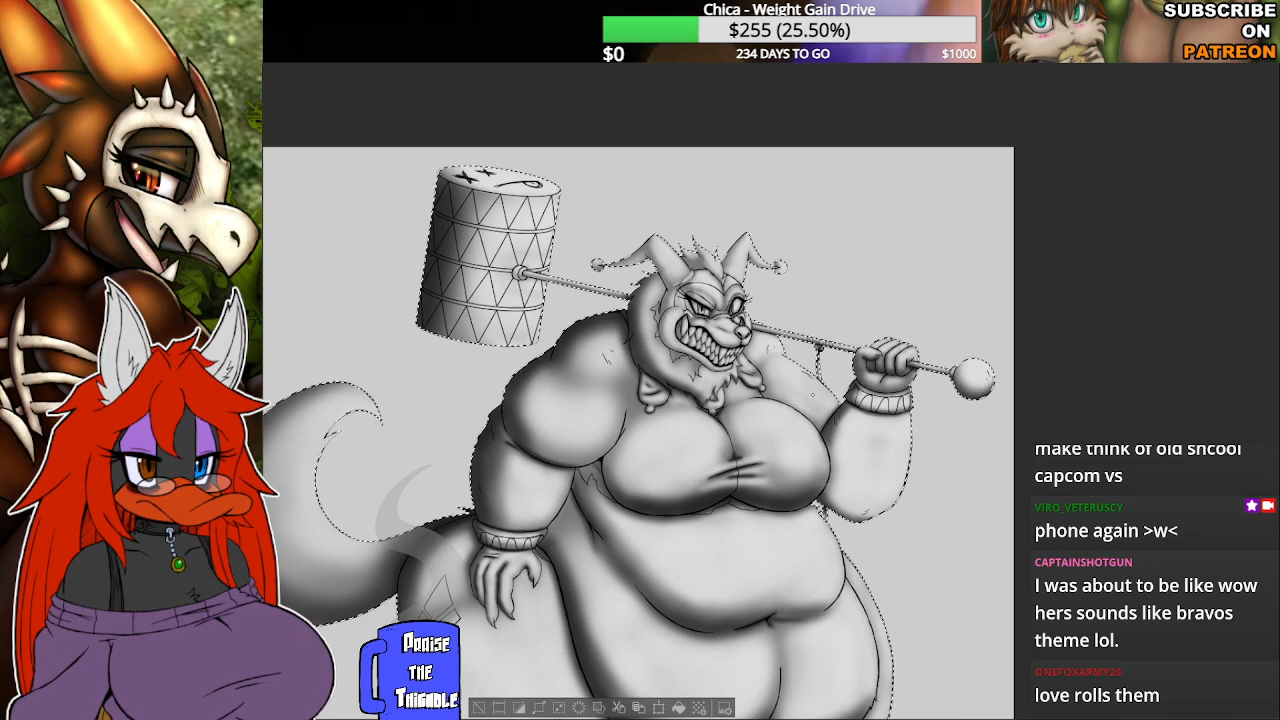 Chica - Weight Gain Drive
$255 (25.50%)
$0
234 DAYS TO GO
$1000
SUBSCRIBE
ON
PATREON
make think of old school
capcom vs
VIRO_VETERUSCY
phone again >w<
CAPTAINSHOTGUN
I was about to be like wow
hers sounds like bravos
theme lol.
ONEFOXARMY20
love rolls them
PRAISE
THE
THIGHOLE